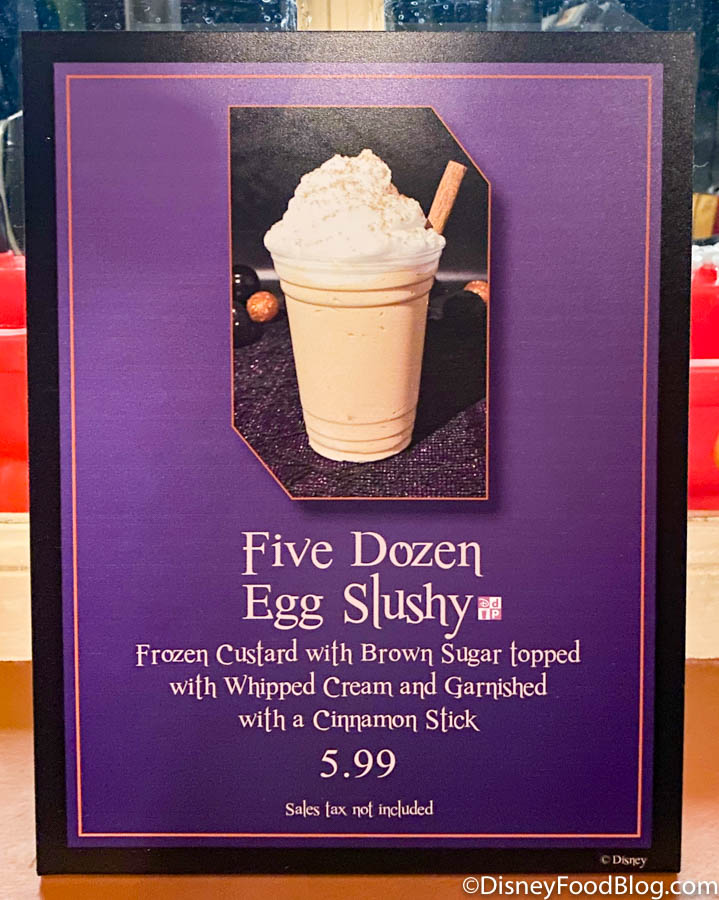 Five Dozen
Egg Slushy
DdIP
Frozen Custard with Brown Sugar topped
with Whipped Cream and Garnished
with a Cinnamon Stick
5.99
Sales tax not included
© Disney
©DisneyFoodBlog.com